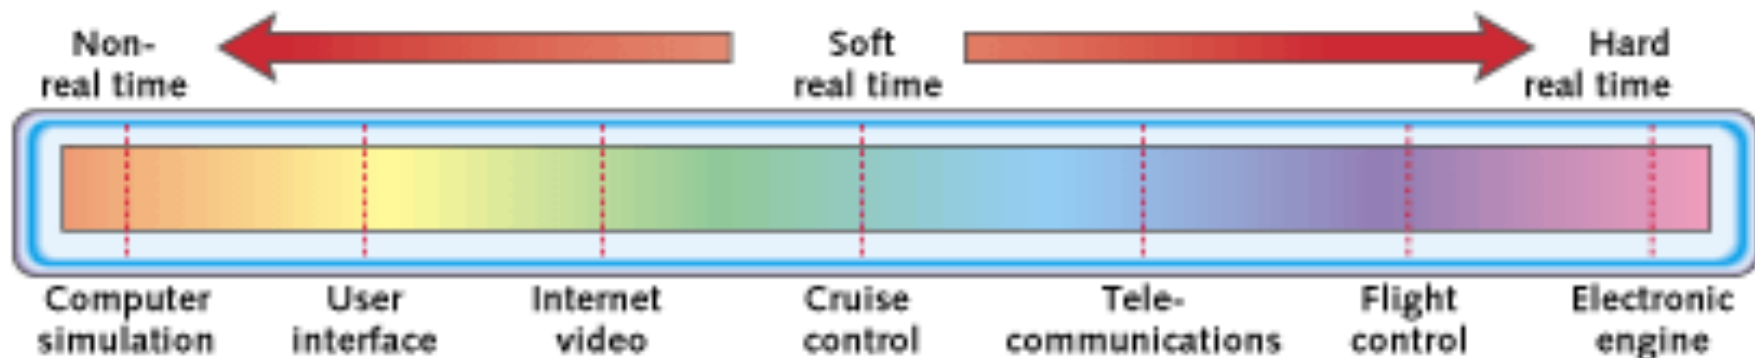 Non-
real time
Soft
real time
Hard
real time
Computer
simulation
User
interface
Internet
video
Cruise
control
Tele-
communications
Flight
control
Electronic
engine